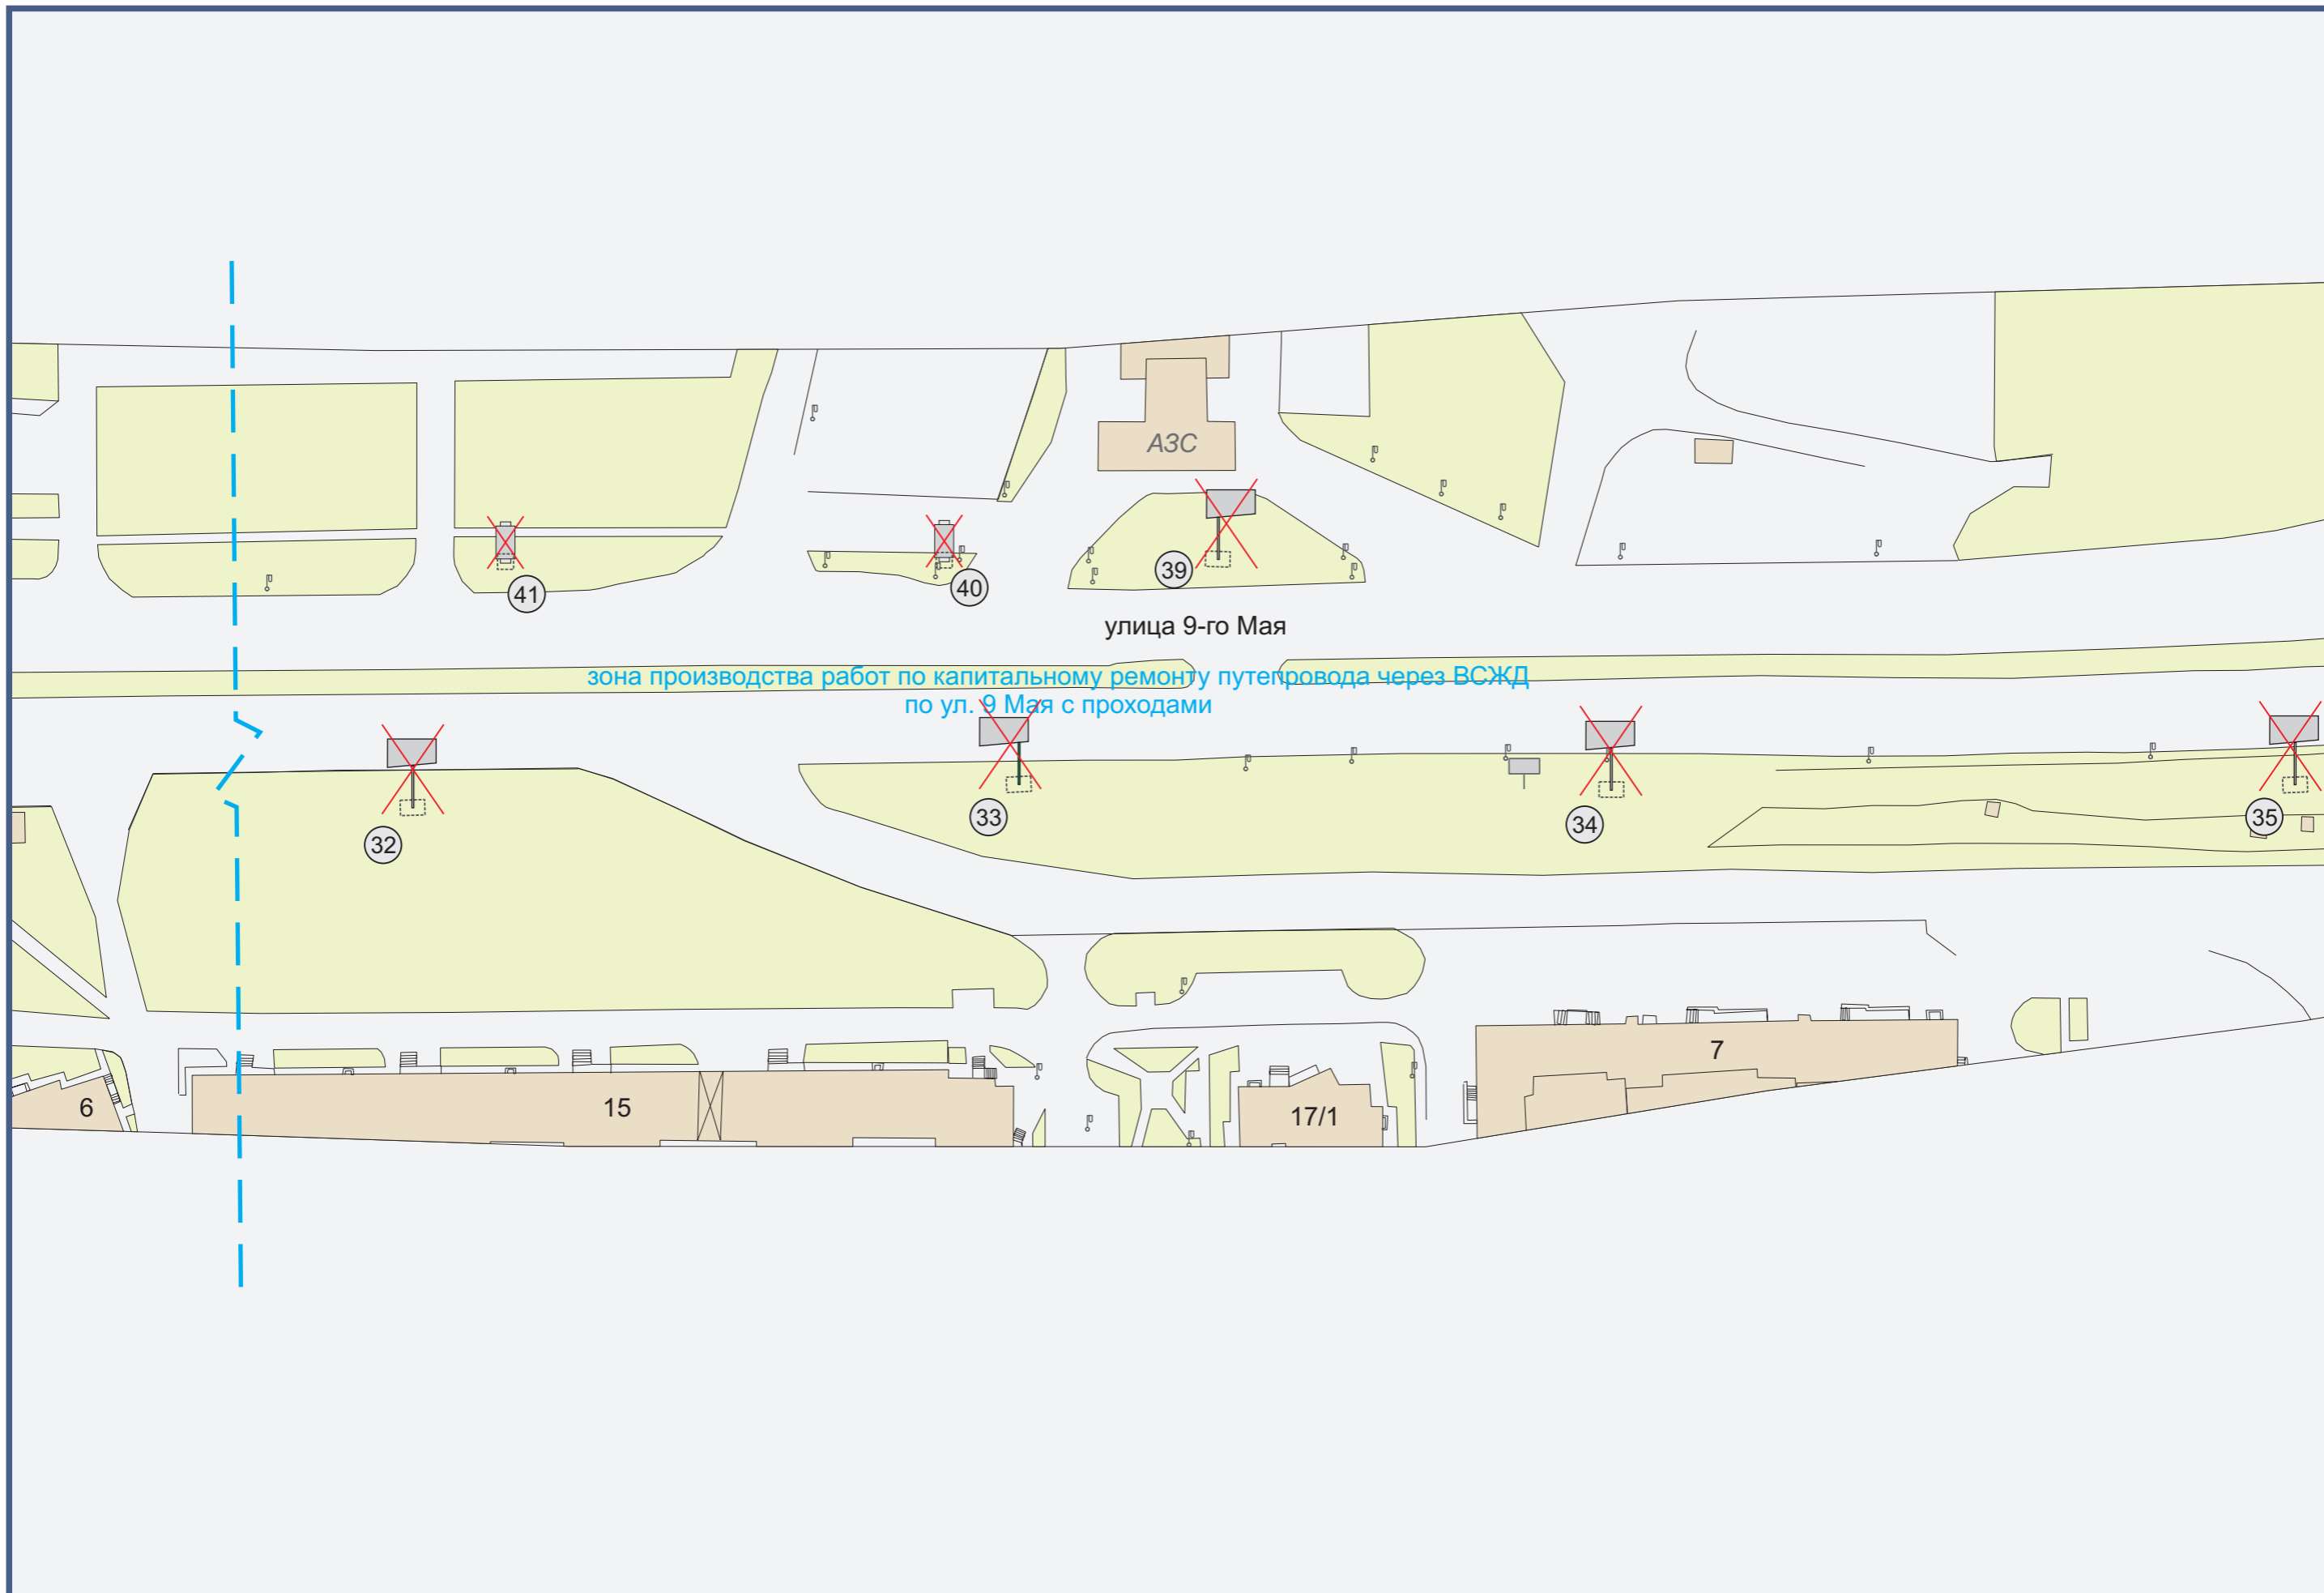 АЗС
41
40
39
улица 9-го Мая
зона производства работ по капитальному ремонту путепровода через ВСЖД
по ул. 9 Мая с проходами
32
33
34
35
6
15
17/1
7